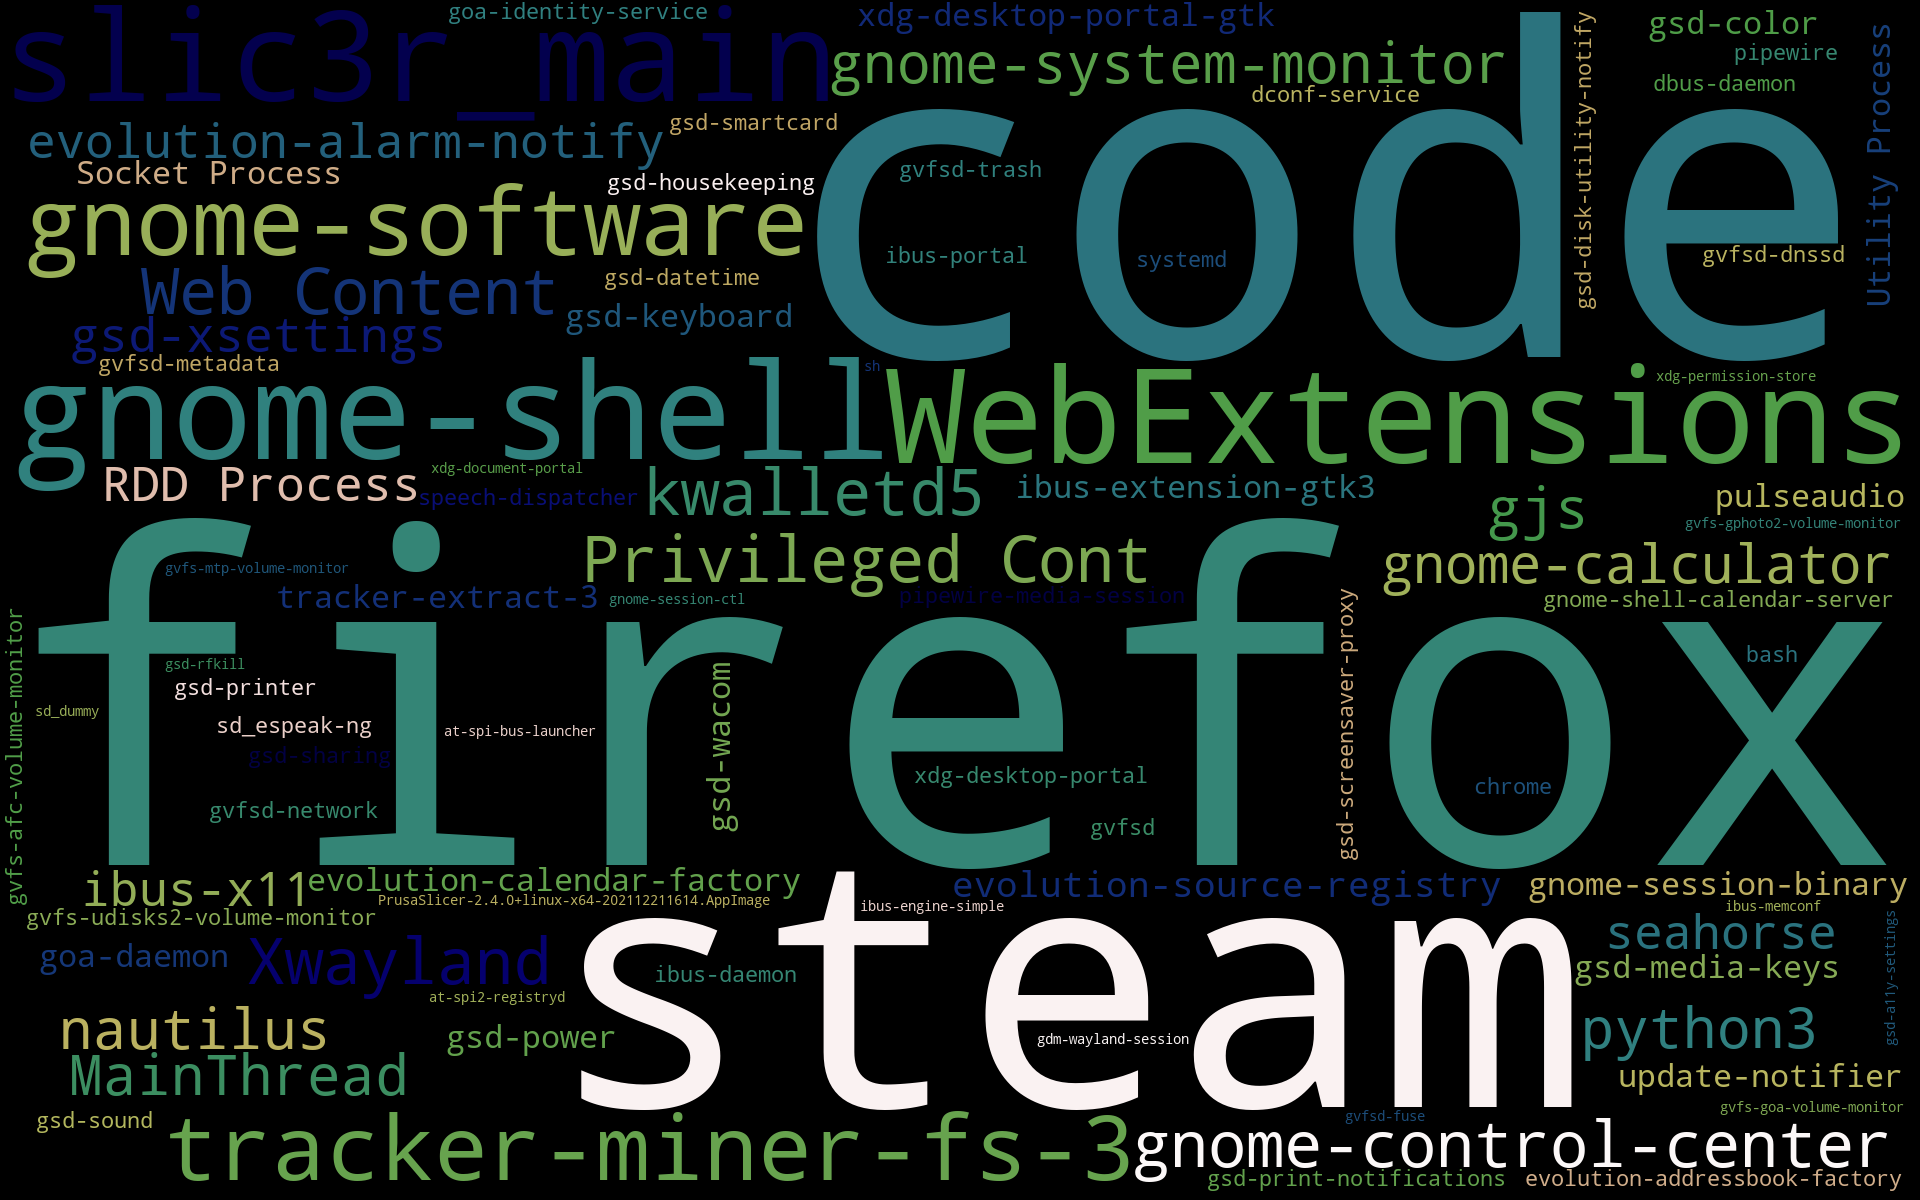 goa-identity-service
xdg-desktop-portal-gtk
slic3r_main
gsd-color
gnome-system-monitor
pipewire
dbus-daemon
dconf-service
gsd-disk-utility-notify
Utility Process
code
gsd-smartcard
evolution-alarm-notify
Socket Process
gsd-housekeeping
gvfsd-trash
gnome-software
ibus-portal
systemd
gvfsd-dnssd
Web Content
gsd-datetime
gsd-keyboard
gsd-xsettings
gvfsd-metadata
sh
xdg-permission-store
gnome-shell
WebExtensions
RDD Process
xdg-document-portal
speech-dispatcher
kwalletd5
ibus-extension-gtk3
gjs
pulseaudio
gvfs-gphoto2-volume-monitor
Privileged Cont
gnome-calculator
gvfs-mtp-volume-monitor
tracker-extract-3
gnome-session-ctl
pipewire-media-session
gnome-shell-calendar-server
firefox
gvfs-afc-volume-monitor
gsd-rfkill
gsd-printer
sd_dummy
sd_espeak-ng
at-spi-bus-launcher
gsd-wacom
gsd-sharing
gvfsd-network
xdg-desktop-portal
gvfsd
gsd-screensaver-proxy
bash
chrome
ibus-x11
evolution-calendar-factory
evolution-source-registry
gnome-session-binary
PrusaSlicer-2.4.0+linux-x64-202112211614.AppImage
ibus-engine-simple
ibus-memconf
gvfs-udisks2-volume-monitor
steam
seahorse
gsd-a11y-settings
goa-daemon
Xwayland
ibus-daemon
gsd-media-keys
at-spi2-registryd
nautilus
gsd-power
gdm-wayland-session
python3
MainThread
update-notifier
gvfs-goa-volume-monitor
gsd-sound
gvfsd-fuse
tracker-miner-fs-3
gnome-control-center
gsd-print-notifications
evolution-addressbook-factory